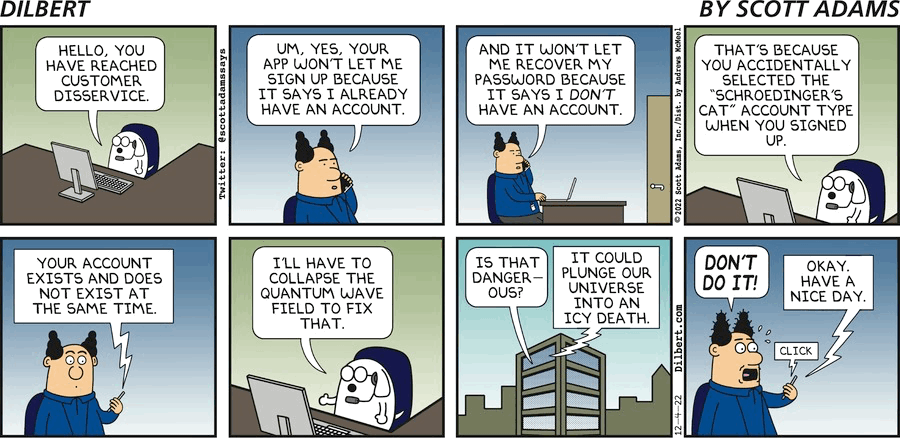 DILBERT
BY SCOTT ADAMS
HELLO, YOU
HAVE REACHED
CUSTOMER
DISSERVICE.
Twitter: @scottadamssays
UM, YES, YOUR
APP WON'T LET ME
SIGN UP BECAUSE
IT SAYS I ALREADY
HAVE AN ACCOUNT.
AND IT WON'T LET
ME RECOVER MY
PASSWORD BECAUSE
IT SAYS I DON'T
HAVE AN ACCOUNT.
© 2022 Scott Adams, Inc./Dist. by Andrews McMeel
THAT'S BECAUSE
YOU ACCIDENTALLY
SELECTED THE
"SCHROEDINGER'S
CAT" ACCOUNT TYPE
WHEN YOU SIGNED
UP.
YOUR ACCOUNT
EXISTS AND DOES
NOT EXIST AT
THE SAME TIME.
I'LL HAVE TO
COLLAPSE THE
QUANTUM WAVE
FIELD TO FIX
THAT.
IS THAT
DANGER—
OUS?
IT COULD
PLUNGE OUR
UNIVERSE
INTO AN
ICY DEATH.
12-4-22 Dilbert.com
DON'T
DO IT!
OKAY.
HAVE A
NICE DAY.
CLICK